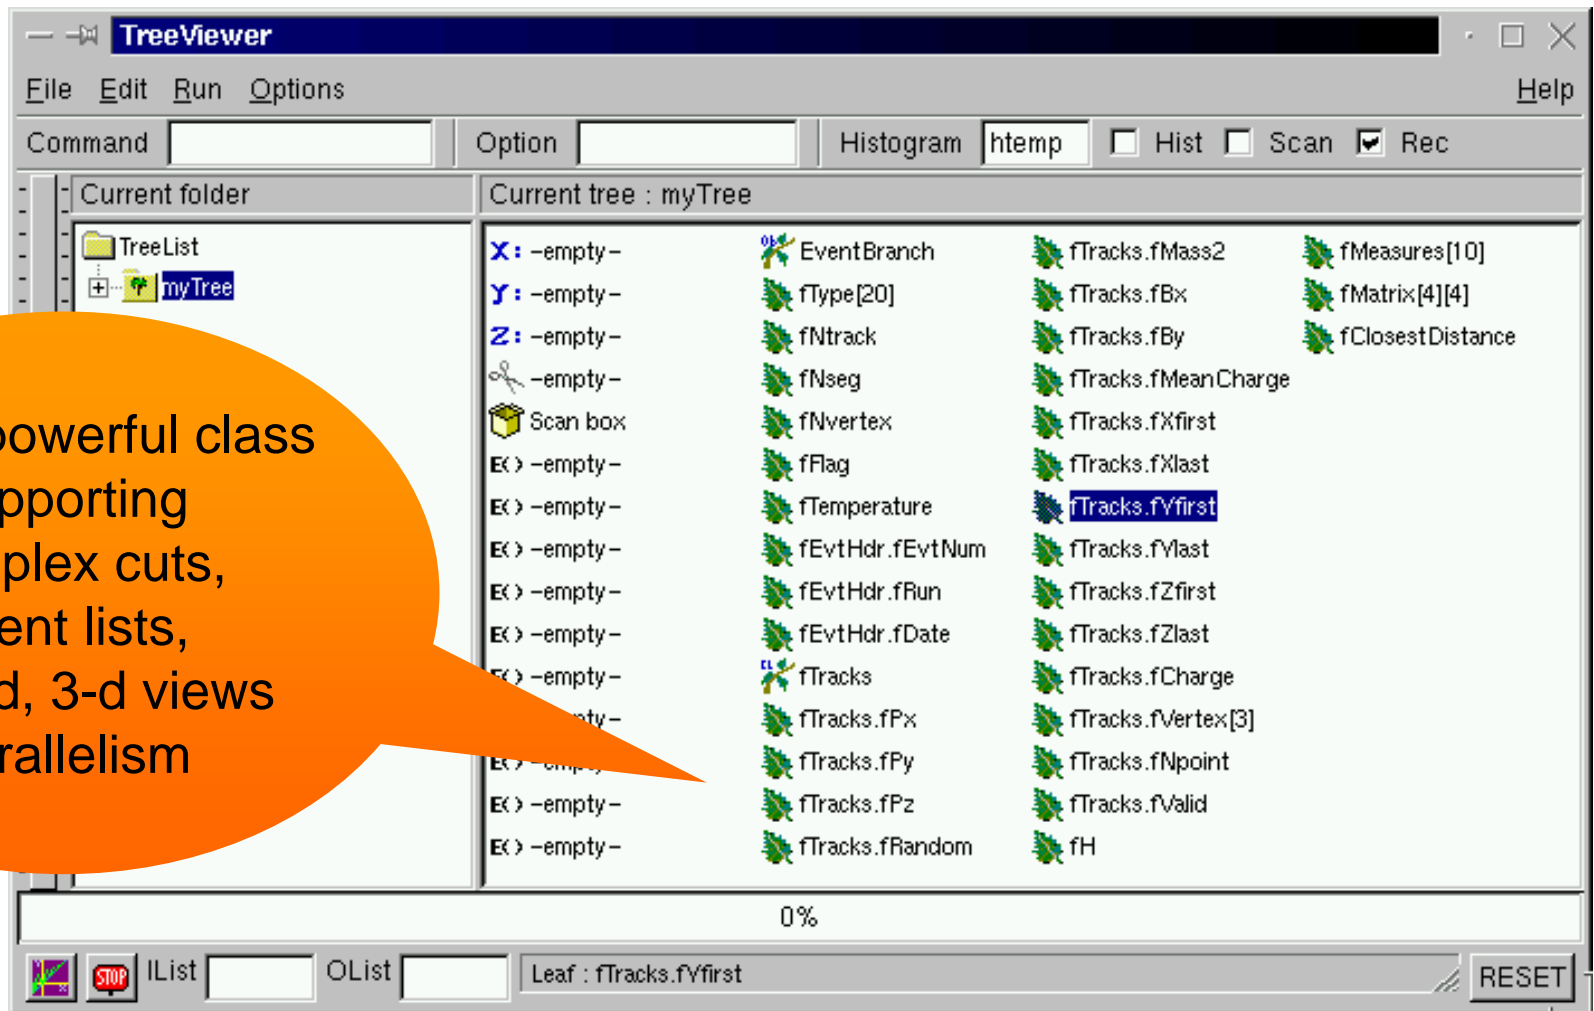 TreeViewer
File Edit Run Options Help
Command Option Histogram htemp Hist Scan Rec
Current folder
Current tree : myTree
TreeList
myTree
X: -empty-
Y: -empty-
Z: -empty-
-empty-
Scan box
E() -empty-
E() -empty-
E() -empty-
E() -empty-
E() -empty-
-empty-
-empty-
E() -empty-
E() -empty-
E() -empty-
EventBranch
fType[20]
fNtrack
fNseg
fNvertex
fFlag
fTemperature
fEvtHdr.fEvtNum
fEvtHdr.fRun
fEvtHdr.fDate
fTracks
fTracks.fPx
fTracks.fPy
fTracks.fPz
fTracks.fRandom
fTracks.fMass2
fTracks.fBx
fTracks.fBy
fTracks.fMeanCharge
fTracks.fXfirst
fTracks.fXlast
fTracks.fYfirst
fTracks.fYlast
fTracks.fZfirst
fTracks.fZlast
fTracks.fCharge
fTracks.fVertex[3]
fTracks.fNpoint
fTracks.fValid
fH
fMeasures[10]
fMatrix[4][4]
fClosestDistance
powerful class
pporting
plex cuts,
ent lists,
d, 3-d views
rallelism
0%
STOP IList OList Leaf : fTracks.fYfirst RESET